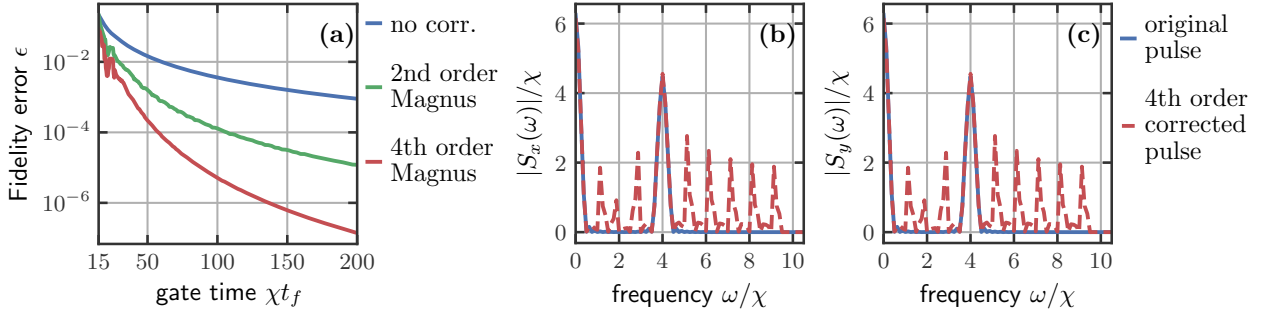 Fidelity error ϵ
10⁻²
10⁻⁴
10⁻⁶
15
50
100
150
200
gate time χt_f
(a)
no corr.
2nd order
Magnus
4th order
Magnus
|S_x(ω)|/χ
6
4
2
0
0
2
4
6
8
10
frequency ω/χ
(b)
|S_y(ω)|/χ
6
4
2
0
0
2
4
6
8
10
frequency ω/χ
(c)
original
pulse
4th order
corrected
pulse